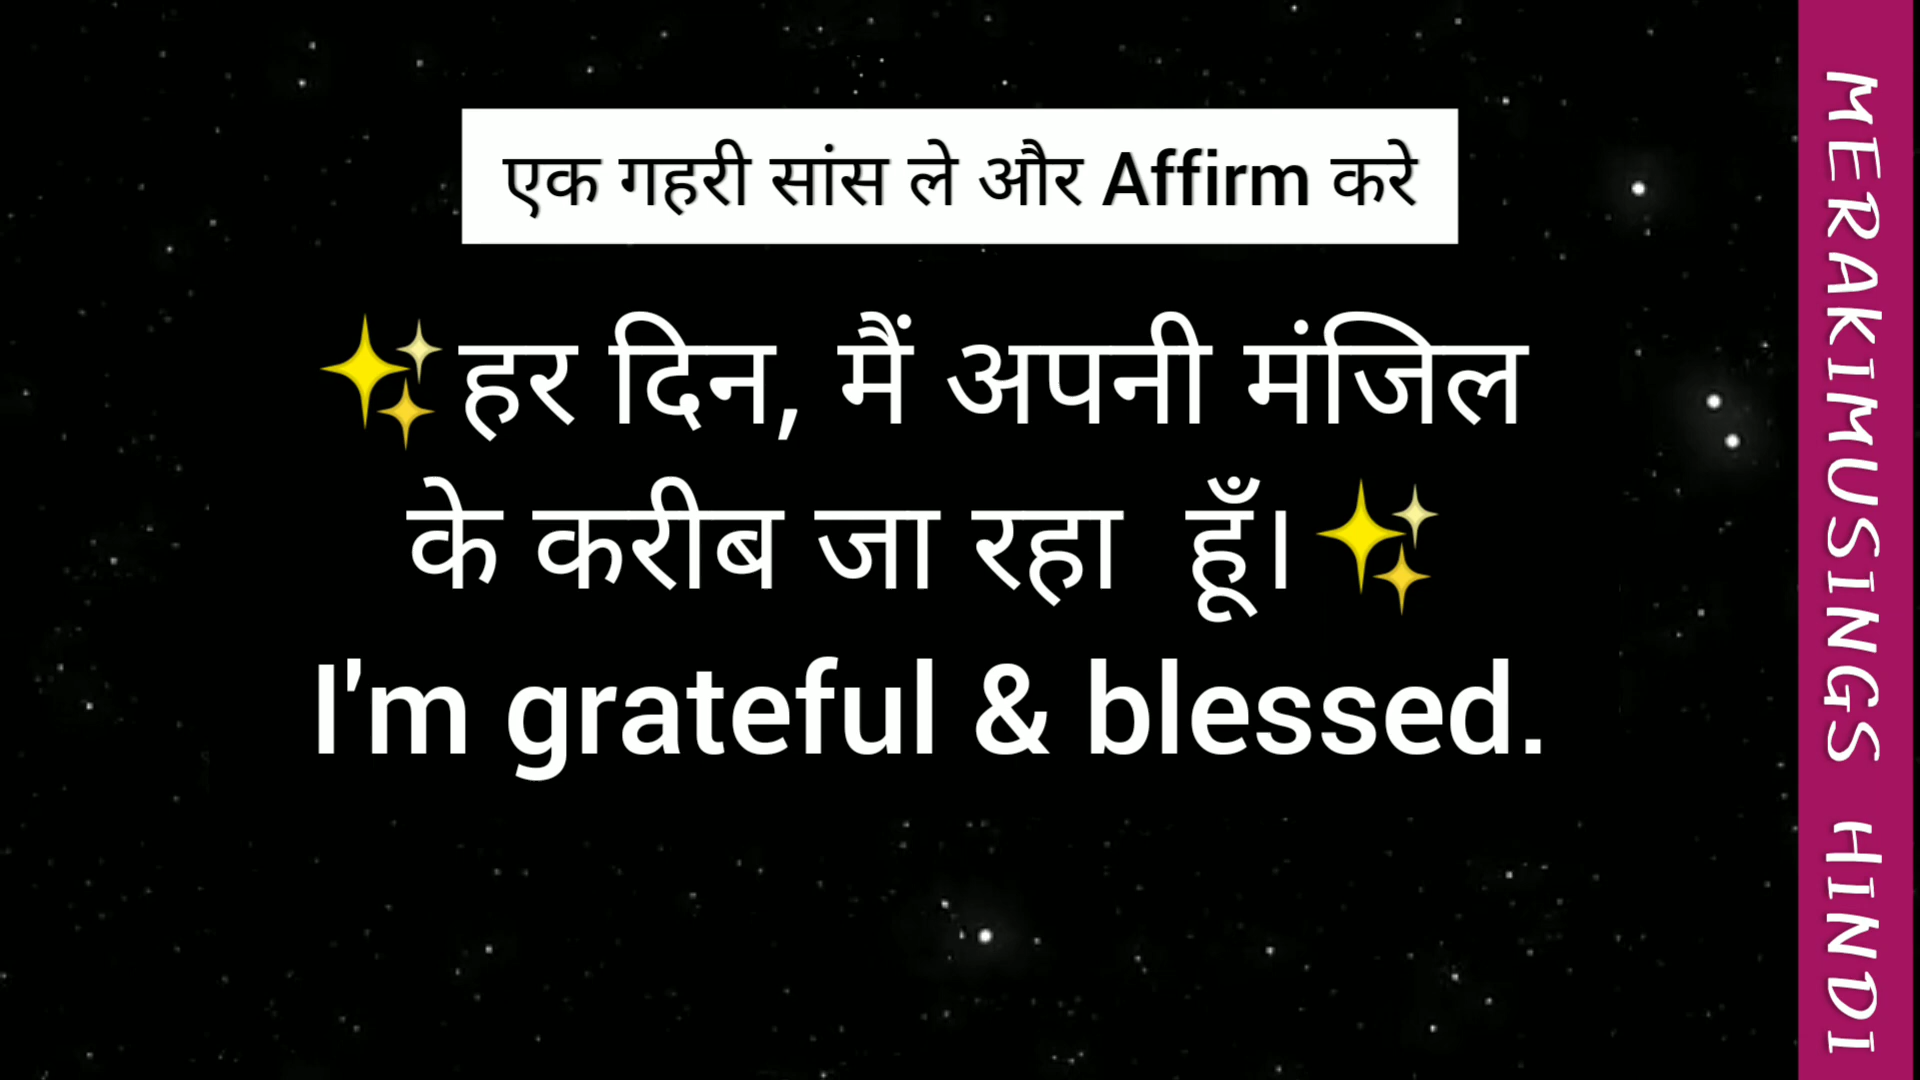 एक गहरी सांस ले और Affirm करे
✨हर दिन, मैं अपनी मंजिल
के करीब जा रहा हूँ।✨
I'm grateful & blessed.
MERAKIMUSINGS HINDI